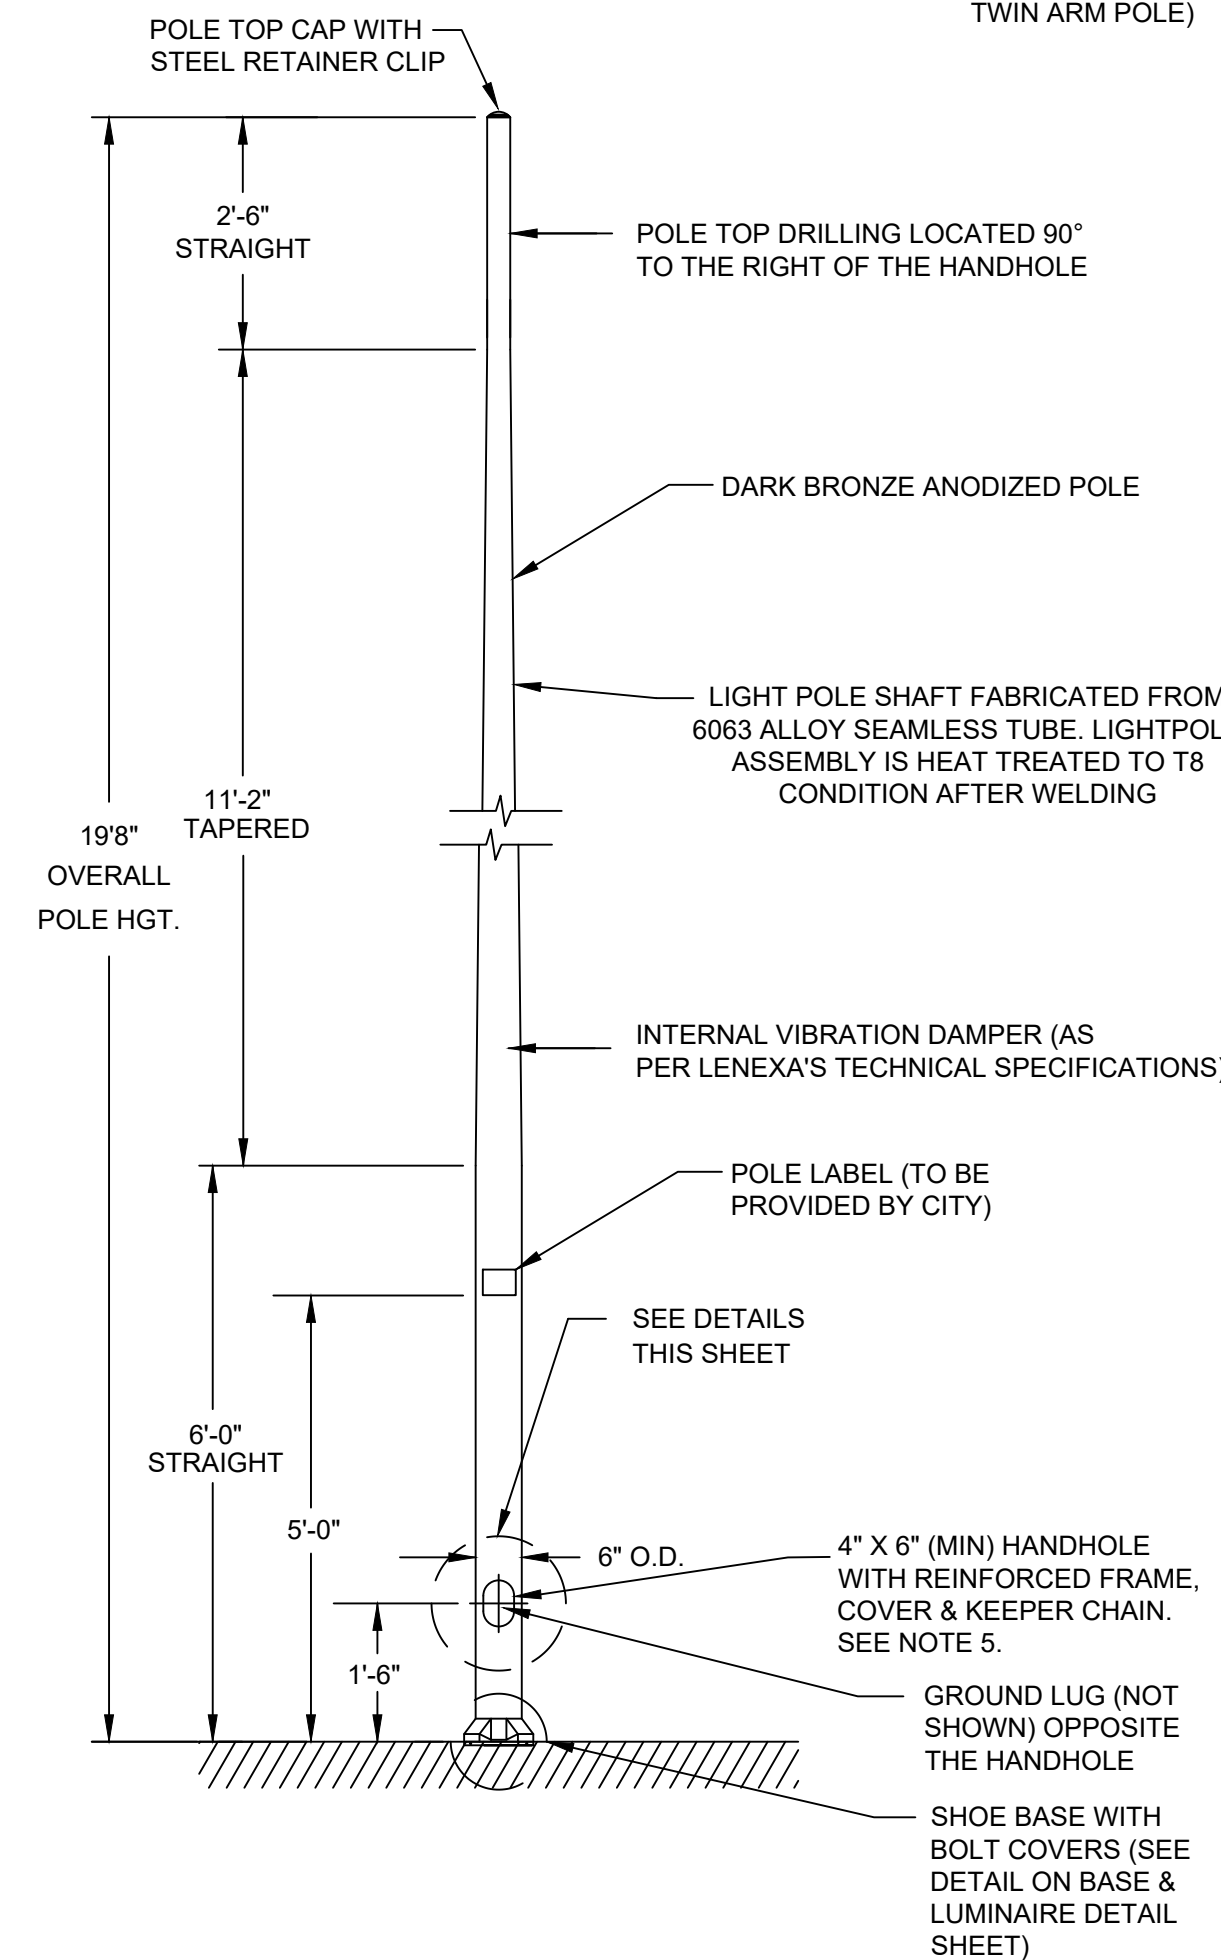 TWIN ARM POLE)
POLE TOP CAP WITH
STEEL RETAINER CLIP
2'-6"
STRAIGHT
POLE TOP DRILLING LOCATED 90°
TO THE RIGHT OF THE HANDHOLE
DARK BRONZE ANODIZED POLE
LIGHT POLE SHAFT FABRICATED FROM
6063 ALLOY SEAMLESS TUBE. LIGHTPOL
ASSEMBLY IS HEAT TREATED TO T8
CONDITION AFTER WELDING
11'-2"
TAPERED
19'8"
OVERALL
POLE HGT.
INTERNAL VIBRATION DAMPER (AS
PER LENEXA'S TECHNICAL SPECIFICATIONS)
POLE LABEL (TO BE
PROVIDED BY CITY)
SEE DETAILS
THIS SHEET
6'-0"
STRAIGHT
5'-0"
6" O.D.
4" X 6" (MIN) HANDHOLE
WITH REINFORCED FRAME,
COVER & KEEPER CHAIN.
SEE NOTE 5.
1'-6"
GROUND LUG (NOT
SHOWN) OPPOSITE
THE HANDHOLE
SHOE BASE WITH
BOLT COVERS (SEE
DETAIL ON BASE &
LUMINAIRE DETAIL
SHEET)